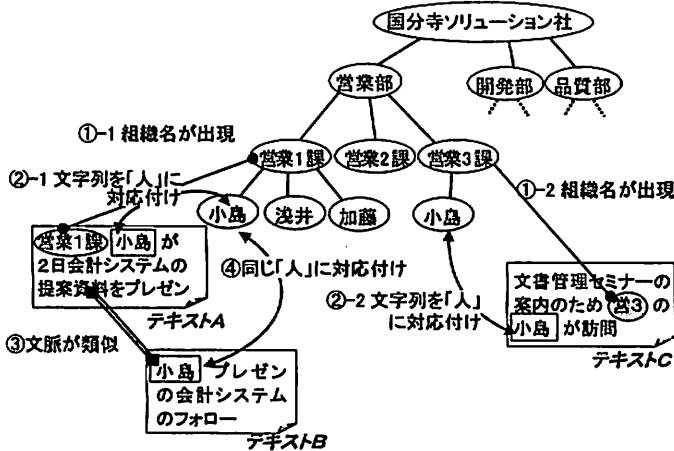 国分寺ソリューション社
営業部
開発部
品質部
①-1 組織名が出現
営業1課
営業2課
営業3課
①-2 組織名が出現
②-1 文字列を「人」に
対応付け
小島
浅井
加藤
小島
営業1課 小島 が
2日会計システムの
提案資料をプレゼン
テキストA
④同じ「人」に対応付け
②-2 文字列を「人」
に対応付け
文書管理セミナーの
案内のため 営3 の
小島 が訪問
テキストC
③文脈が類似
小島 プレゼン
の会計システム
のフォロー
テキストB